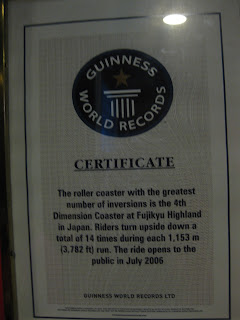 GUINNESS
WORLD RECORDS
CERTIFICATE
The roller coaster with the greatest
number of inversions is the 4th
Dimension Coaster at Fujikyu Highland
in Japan. Riders turn upside down a
total of 14 times during each 1,153 m
(3,782 ft) run. The ride opens to the
public in July 2006
GUINNESS WORLD RECORDS LTD